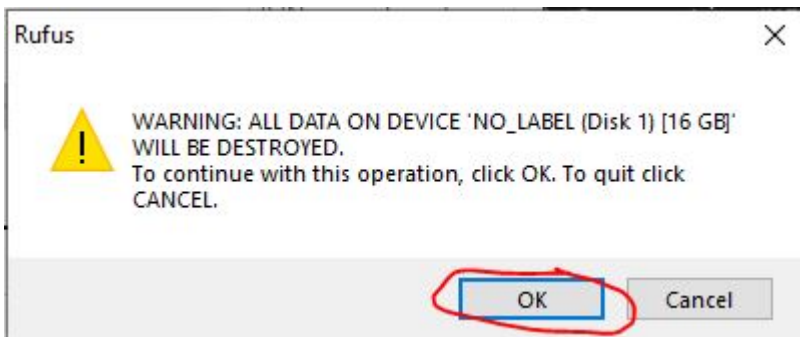 Rufus
WARNING: ALL DATA ON DEVICE 'NO_LABEL (Disk 1) [16 GB]'
WILL BE DESTROYED.
To continue with this operation, click OK. To quit click
CANCEL.
OK
Cancel